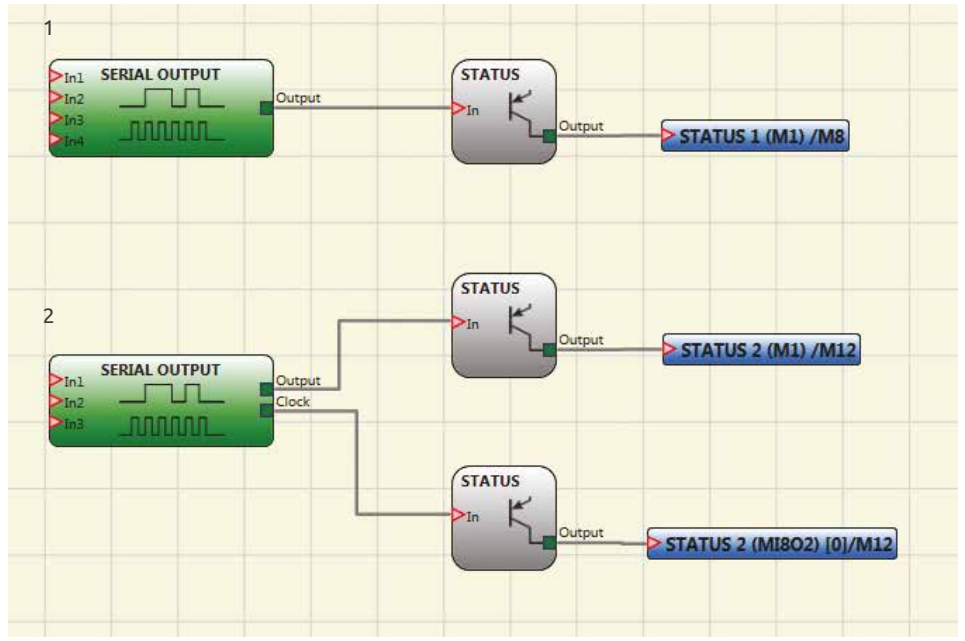 1
SERIAL OUTPUT
In1
In2
In3
In4
Output
STATUS
In
Output
STATUS 1 (M1) /M8
2
SERIAL OUTPUT
In1
In2
In3
Output
Clock
STATUS
In
Output
STATUS 2 (M1) /M12
STATUS
In
Output
STATUS 2 (MI8O2) [0]/M12